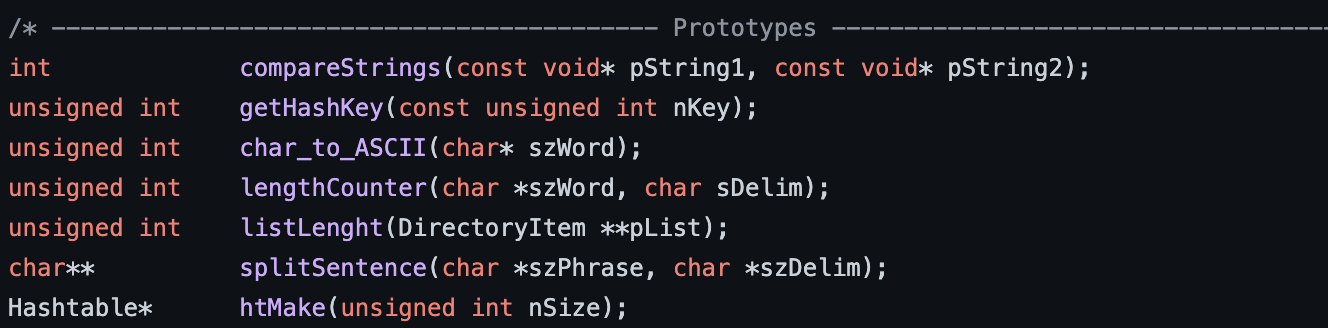 /* ------------------------------------------ Prototypes -----------------------------------
int compareStrings(const void* pString1, const void* pString2);
unsigned int getHashKey(const unsigned int nKey);
unsigned int char_to_ASCII(char* szWord);
unsigned int lengthCounter(char *szWord, char sDelim);
unsigned int listLenght(DirectoryItem **pList);
char** splitSentence(char *szPhrase, char *szDelim);
Hashtable* htMake(unsigned int nSize);